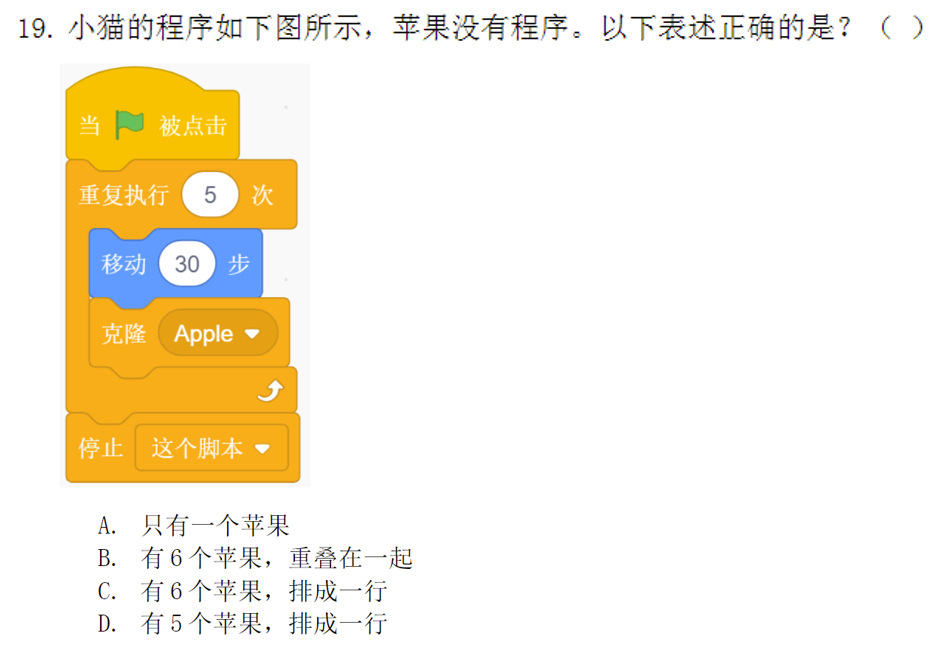 19. 小猫的程序如下图所示，苹果没有程序。以下表述正确的是？（ ）
当 被点击
重复执行 5 次
移动 30 步
克隆 Apple
停止 这个脚本
A. 只有一个苹果
B. 有6个苹果，重叠在一起
C. 有6个苹果，排成一行
D. 有5个苹果，排成一行